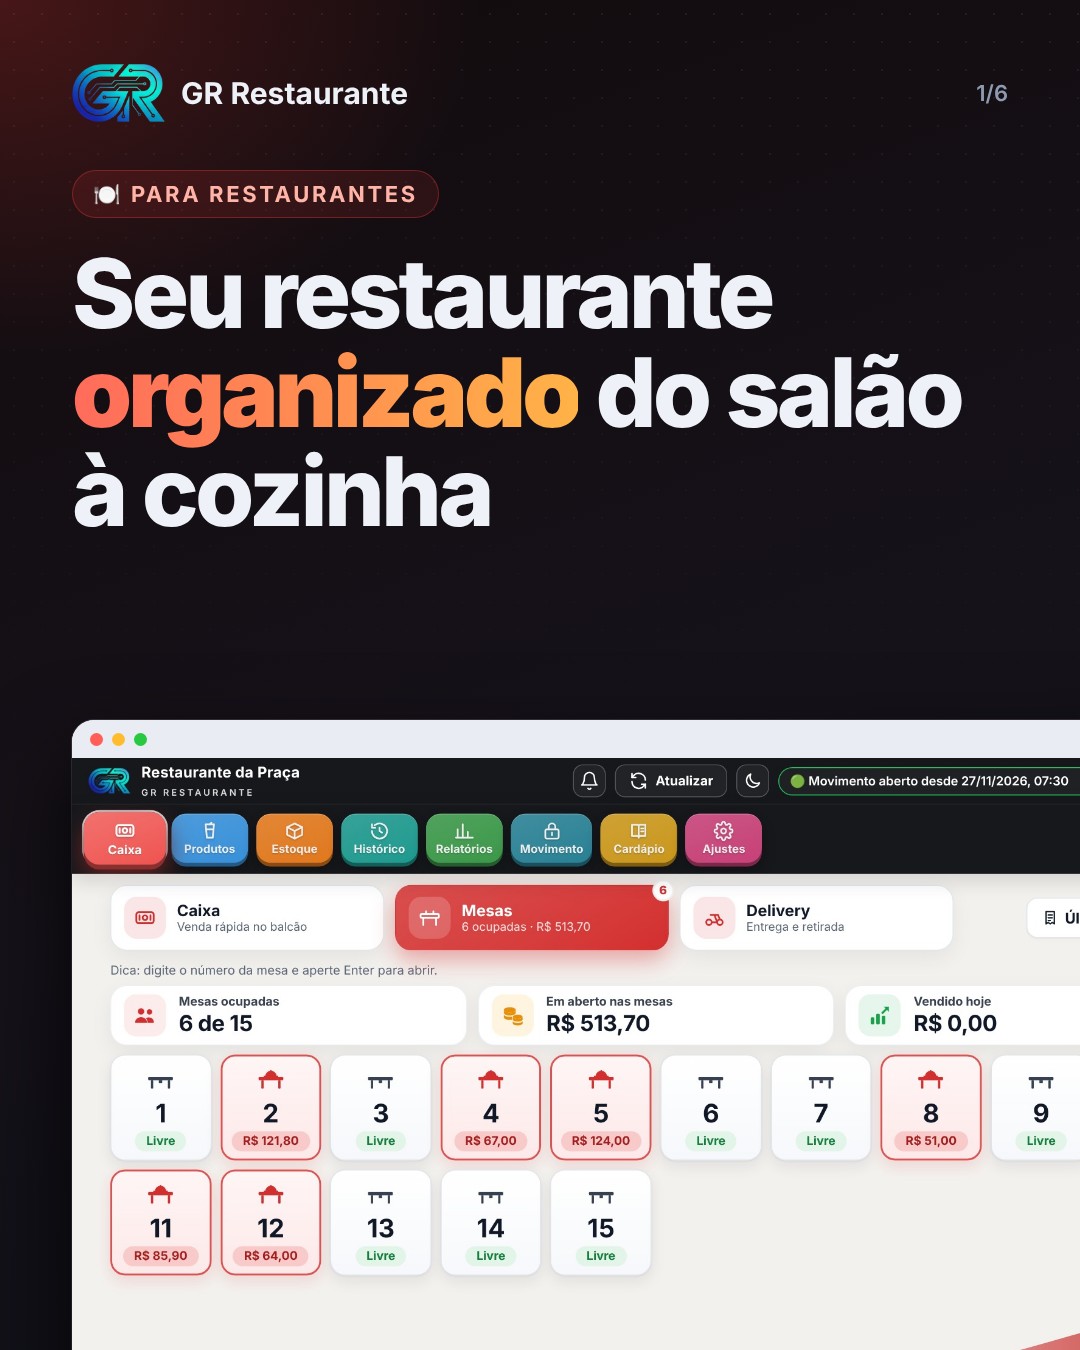 GR GR Restaurante
1/6
PARA RESTAURANTES
Seu restaurante
organizado do salão
à cozinha
GR Restaurante da Praça
GR RESTAURANTE
Atualizar
Movimento aberto desde 27/11/2026, 07:30
Caixa Produtos Estoque Histórico Relatórios Movimento Cardápio Ajustes
Caixa
Venda rápida no balcão
Mesas
6 ocupadas · R$ 513,70
6
Delivery
Entrega e retirada
Dica: digite o número da mesa e aperte Enter para abrir.
Mesas ocupadas
6 de 15
Em aberto nas mesas
R$ 513,70
Vendido hoje
R$ 0,00
1 2 3 4 5 6 7 8 9
Livre R$ 121,80 Livre R$ 67,00 R$ 124,00 Livre Livre R$ 51,00 Livre
11 12 13 14 15
R$ 85,90 R$ 64,00 Livre Livre Livre